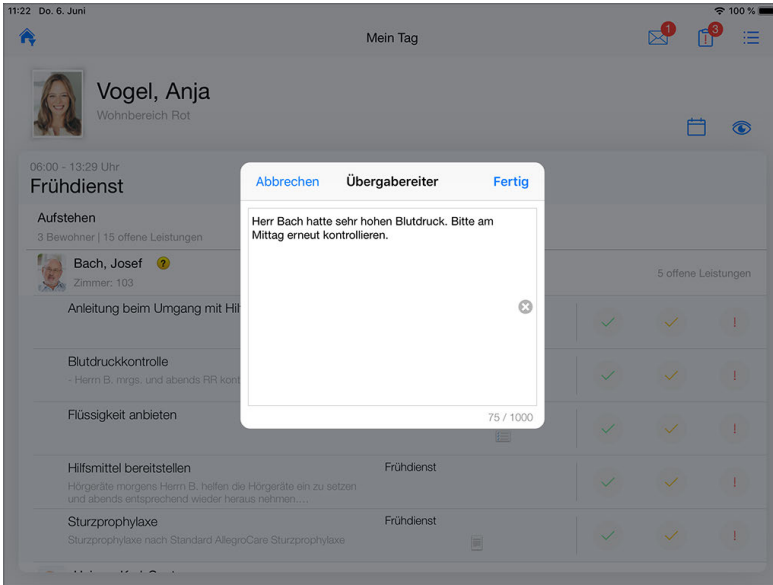 11:22 Do. 6. Juni
100 %
Mein Tag
1
3
Vogel, Anja
Wohnbereich Rot
06:00 - 13:29 Uhr
Frühdienst
Abbrechen Übergabereiter Fertig
Herr Bach hatte sehr hohen Blutdruck. Bitte am
Mittag erneut kontrollieren.
75 / 1000
Aufstehen
3 Bewohner | 15 offene Leistungen
Bach, Josef ?
Zimmer: 103
5 offene Leistungen
Anleitung beim Umgang mit
Blutdruckkontrolle
- Herrn B. mrgs. und abends RR
Flüssigkeit anbieten
Hilfsmittel bereitstellen Frühdienst
Hörgeräte morgens Herrn B. helfen die Hörgeräte ein zu setzen
und abends entsprechend wieder heraus nehmen....
Sturzprophylaxe Frühdienst
Sturzprophylaxe nach Standard AllegroCare Sturzprophylaxe